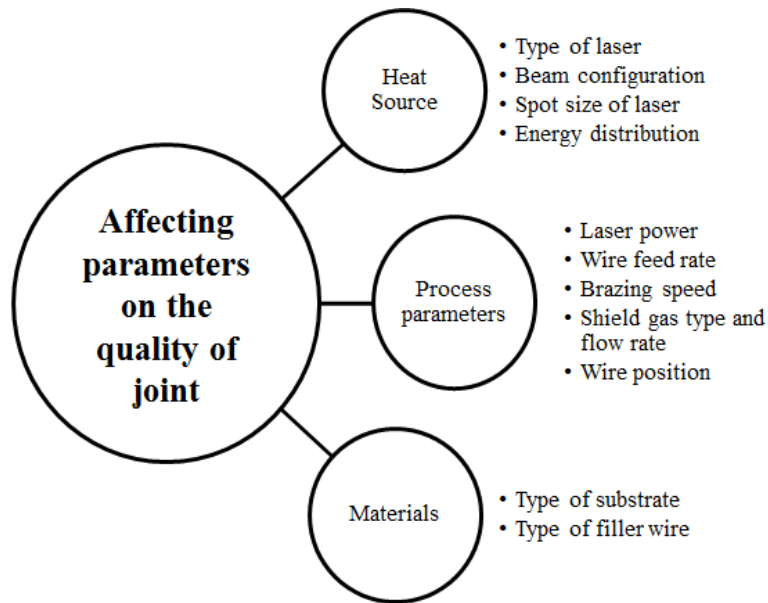 Affecting
parameters
on the
quality of
joint
Heat
Source
• Type of laser
• Beam configuration
• Spot size of laser
• Energy distribution
Process
parameters
• Laser power
• Wire feed rate
• Brazing speed
• Shield gas type and
flow rate
• Wire position
Materials
• Type of substrate
• Type of filler wire